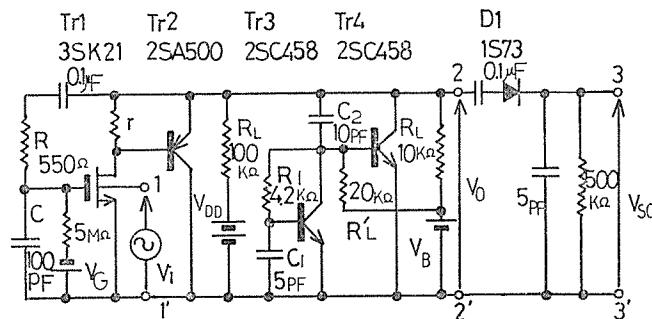 Tr1 Tr2 Tr3 Tr4 D1
3SK21 2SA500 2SC458 2SC458 1S73
0.1μF
2
0.1μF
3
R
550Ω
r
C2
10PF
RL
100
KΩ
R1
4.2KΩ
RL
10KΩ
1
C
100
PF
5MΩ
VG
Vi
VDD
20KΩ
R'L
C1
5PF
VB
VO
5PF
500
KΩ
VSO
1'
2'
3'